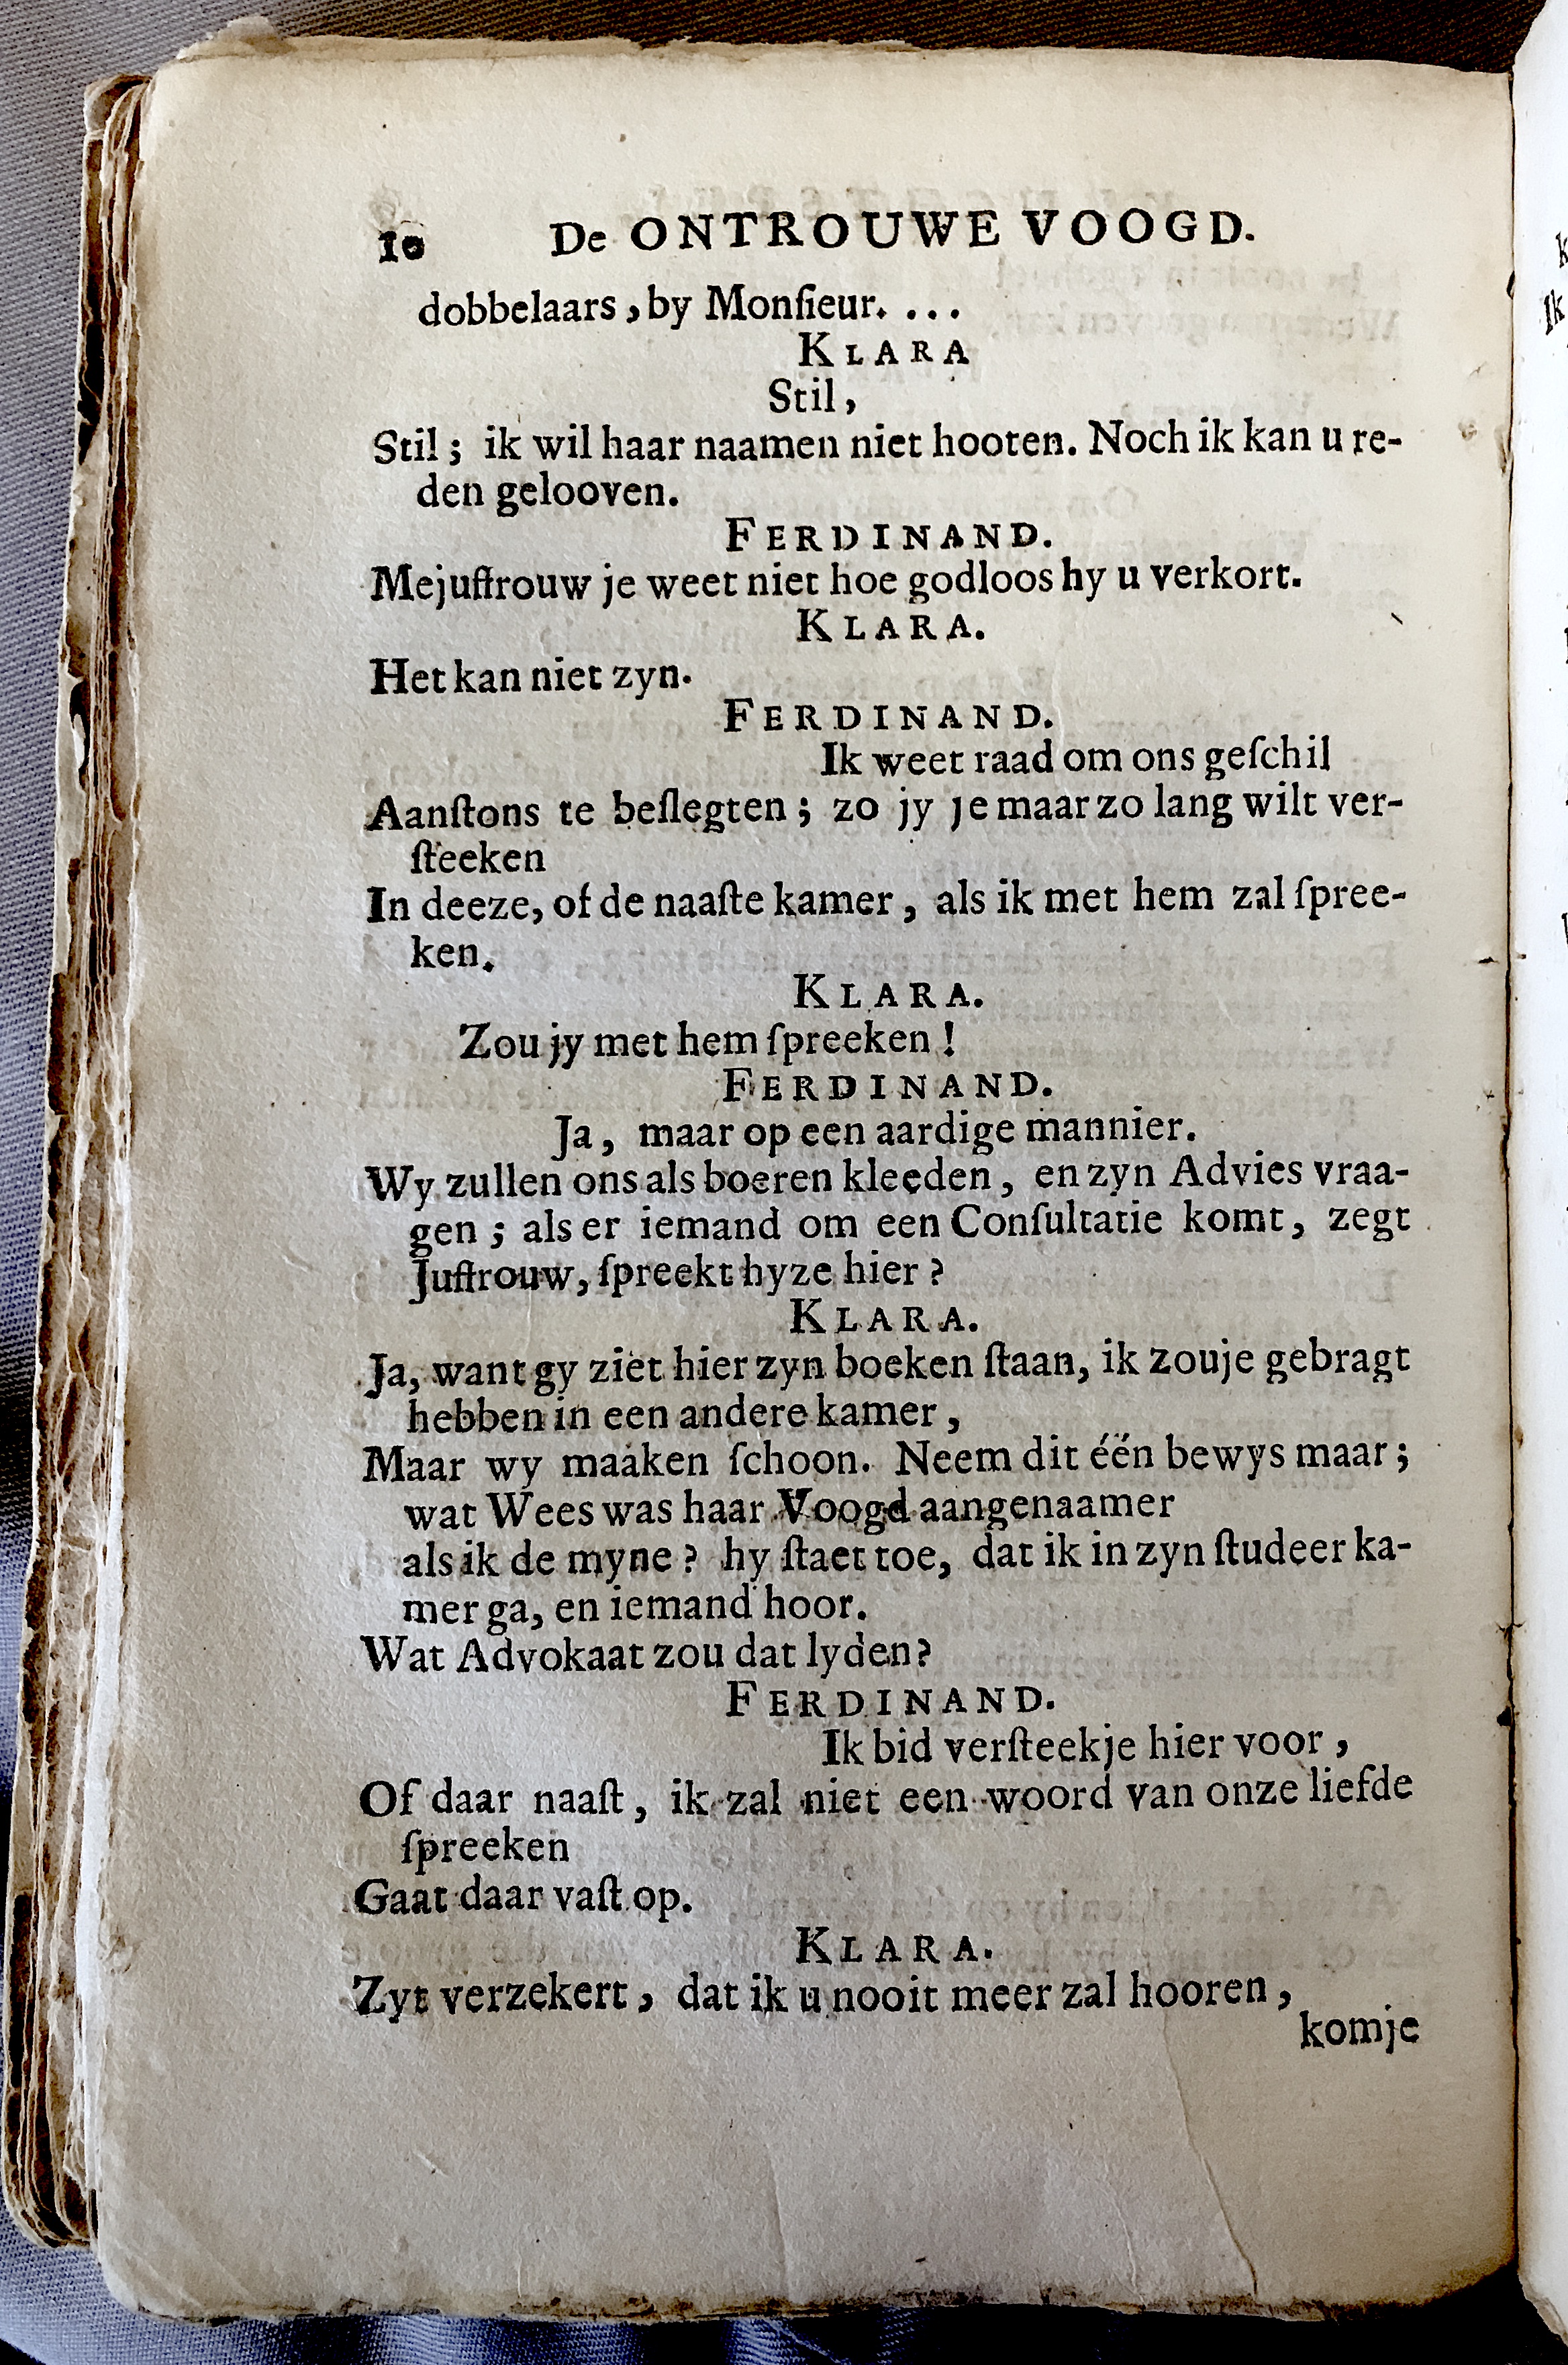 10 De ONTROUWE VOOGD.
dobbelaars, by Monſieur. ...
KLARA
Stil,
Stil; ik wil haar naamen niet hooten. Noch ik kan u re-
den gelooven.
FERDINAND.
Mejuffrouw je weet niet hoe godloos hy u verkort.
KLARA.
Het kan niet zyn.
FERDINAND.
Ik weet raad om ons geſchil
Aanſtons te beſlegten; zo jy je maar zo lang wilt ver-
ſteeken
In deeze, of de naaſte kamer, als ik met hem zal ſpree-
ken.
KLARA.
Zou jy met hem ſpreeken!
FERDINAND.
Ja, maar op een aardige mannier.
Wy zullen ons als boeren kleeden, en zyn Advies vraa-
gen; als er iemand om een Conſultatie komt, zegt
Juffrouw, ſpreekt hyze hier?
KLARA.
Ja, want gy ziet hier zyn boeken ſtaan, ik zouje gebragt
hebben in een andere kamer,
Maar wy maaken ſchoon. Neem dit één bewys maar;
wat Wees was haar Voogd aangenaamer
als ik de myne? hy ſtaet toe, dat ik in zyn ſtudeer ka-
mer ga, en iemand hoor.
Wat Advokaat zou dat lyden?
FERDINAND.
Ik bid verſteekje hier voor,
Of daar naaſt, ik zal niet een woord van onze liefde
ſpreeken
Gaat daar vaſt op.
KLARA.
Zyt verzekert, dat ik u nooit meer zal hooren,
komje